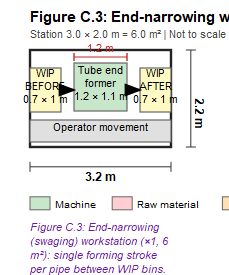 Figure C.3: End-narrowing w
Station 3.0 × 2.0 m = 6.0 m² | Not to scale
1.2 m
WIP
BEFORE
0.7 × 1 m
Tube end
former
1.2 × 1.1 m
WIP
AFTER
0.7 × 1 m
Operator movement
2.2 m
3.2 m
Machine
Raw material
Figure C.3: End-narrowing
(swaging) workstation (×1, 6
m²): single forming stroke
per pipe between WIP bins.